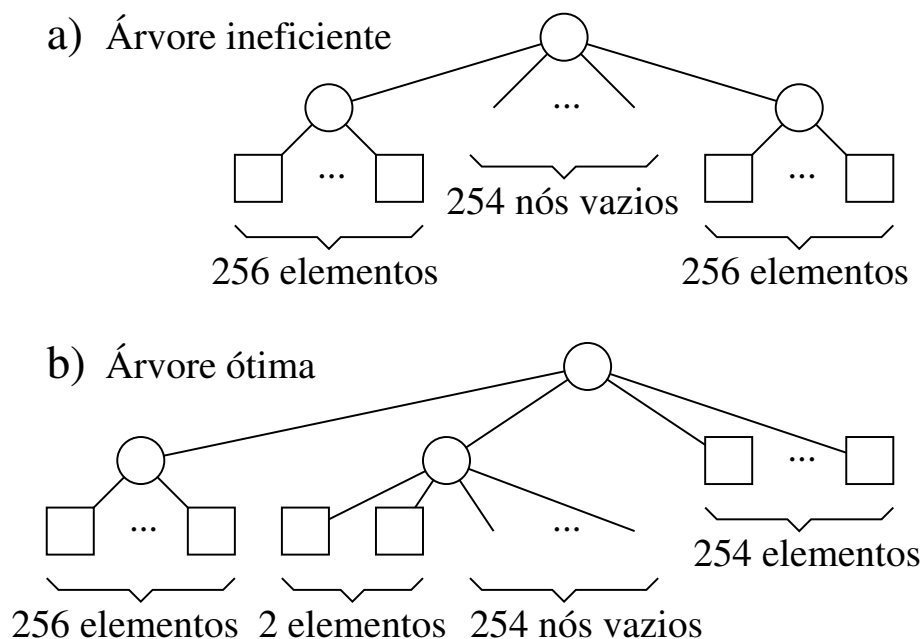 a) Árvore ineficiente
...
... ...
254 nós vazios
256 elementos 256 elementos
b) Árvore ótima
...
... ...
254 elementos
256 elementos 2 elementos 254 nós vazios